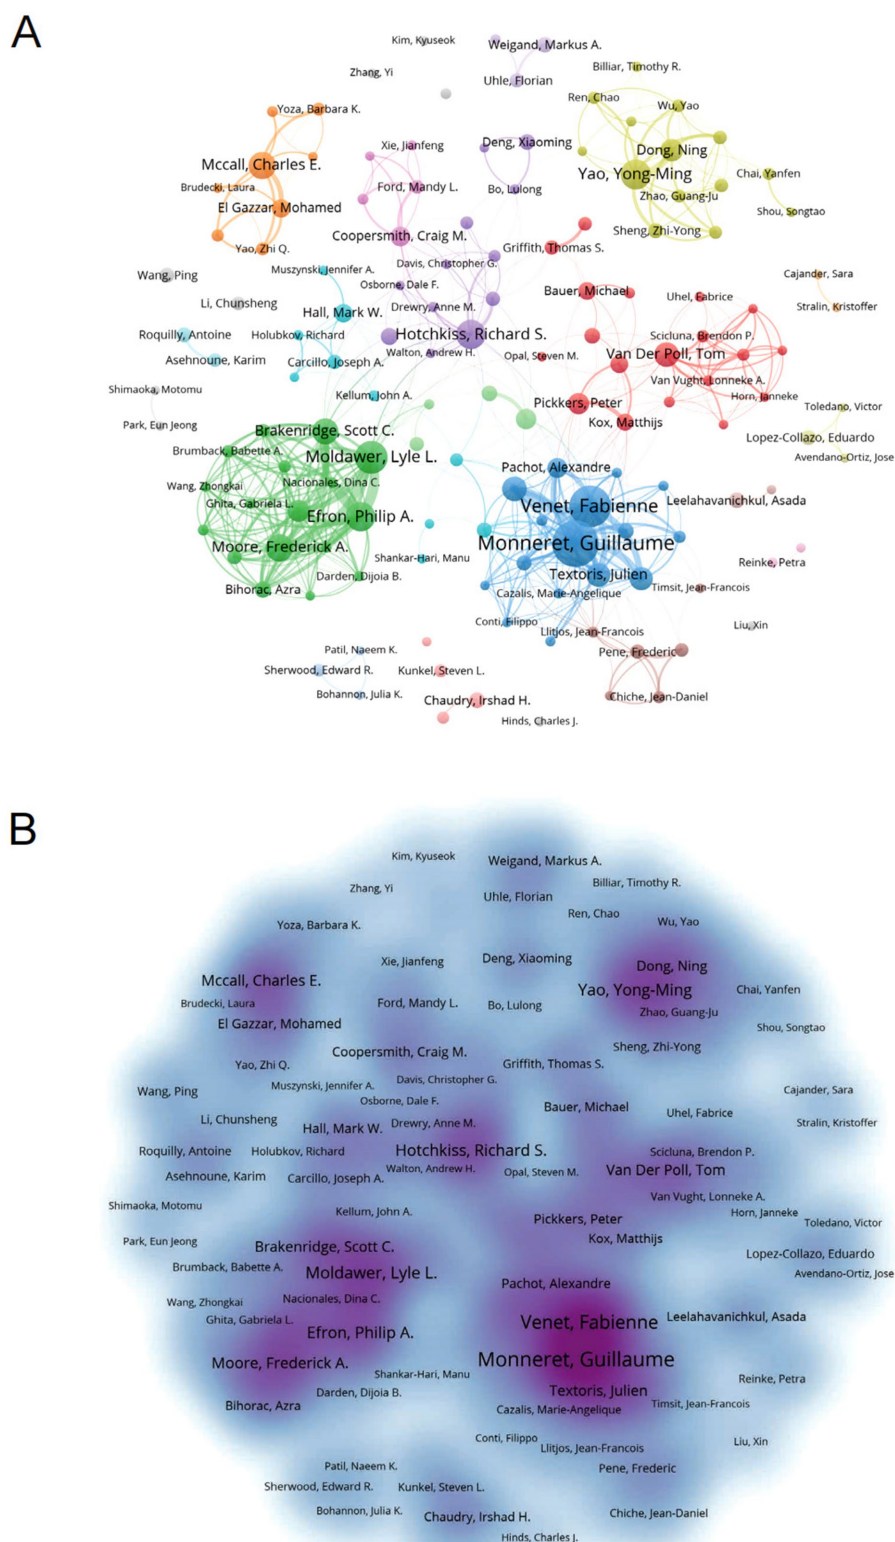 A
Kim, Kyuseok
Weigand, Markus A.
Zhang, Yi
Billiar, Timothy R.
Uhle, Florian
Ren, Chao
Wu, Yao
Yoza, Barbara K.
Xie, Jianfeng
Deng, Xiaoming
Dong, Ning
Mccall, Charles E.
Yao, Yong-Ming
Chai, Yanfen
Brudecki, Laura
Ford, Mandy L.
Bo, Lulong
Zhao, Guang-Ju
El Gazzar, Mohamed
Shou, Songtao
Sheng, Zhi-Yong
Coopersmith, Craig M.
Yao, Zhi Q.
Griffith, Thomas S.
Davis, Christopher G.
Muszynski, Jennifer A.
Wang, Ping
Cajander, Sara
Osborne, Dale F.
Bauer, Michael
Uhel, Fabrice
Li, Chunsheng
Drewry, Anne M.
Stralin, Kristoffer
Hall, Mark W.
Roquilly, Antoine
Holubkov, Richard
Hotchkiss, Richard S.
Scicluna, Brendon P.
Walton, Andrew H.
Opal, Steven M.
Van Der Poll, Tom
Asehnoune, Karim
Carcillo, Joseph A.
Van Vught, Lonneke A.
Shimaoka, Motomu
Kellum, John A.
Horn, Janneke
Pickkers, Peter
Toledano, Victor
Kox, Matthijs
Park, Eun Jeong
Brakenridge, Scott C.
Lopez-Collazo, Eduardo
Brumback, Babette A.
Moldawer, Lyle L.
Avendano-Ortiz, Jose
Pachot, Alexandre
Nacionales, Dina C.
Wang, Zhongkai
Ghita, Gabriela L.
Venet, Fabienne
Leelahavanichkul, Asada
Efron, Philip A.
Moore, Frederick A.
Monneret, Guillaume
Shankar-Hari, Manu
Reinke, Petra
Darden, Dijoia B.
Textoris, Julien
Bihorac, Azra
Cazalis, Marie-Angelique
Timsit, Jean-Francois
Conti, Filippo
Llitjos, Jean-Francois
Liu, Xin
Patil, Naeem K.
Pene, Frederic
Sherwood, Edward R.
Kunkel, Steven L.
Bohannon, Julia K.
Chaudry, Irshad H.
Chiche, Jean-Daniel
Hinds, Charles J.
B
Kim, Kyuseok
Weigand, Markus A.
Zhang, Yi
Billiar, Timothy R.
Uhle, Florian
Ren, Chao
Wu, Yao
Yoza, Barbara K.
Xie, Jianfeng
Deng, Xiaoming
Dong, Ning
Mccall, Charles E.
Yao, Yong-Ming
Chai, Yanfen
Brudecki, Laura
Ford, Mandy L.
Bo, Lulong
Zhao, Guang-Ju
El Gazzar, Mohamed
Shou, Songtao
Sheng, Zhi-Yong
Coopersmith, Craig M.
Yao, Zhi Q.
Griffith, Thomas S.
Davis, Christopher G.
Muszynski, Jennifer A.
Wang, Ping
Cajander, Sara
Osborne, Dale F.
Bauer, Michael
Uhel, Fabrice
Li, Chunsheng
Drewry, Anne M.
Stralin, Kristoffer
Hall, Mark W.
Roquilly, Antoine
Holubkov, Richard
Hotchkiss, Richard S.
Scicluna, Brendon P.
Walton, Andrew H.
Opal, Steven M.
Van Der Poll, Tom
Asehnoune, Karim
Carcillo, Joseph A.
Van Vught, Lonneke A.
Shimaoka, Motomu
Kellum, John A.
Horn, Janneke
Pickkers, Peter
Toledano, Victor
Kox, Matthijs
Park, Eun Jeong
Brakenridge, Scott C.
Lopez-Collazo, Eduardo
Brumback, Babette A.
Moldawer, Lyle L.
Avendano-Ortiz, Jose
Pachot, Alexandre
Nacionales, Dina C.
Wang, Zhongkai
Ghita, Gabriela L.
Venet, Fabienne
Leelahavanichkul, Asada
Efron, Philip A.
Moore, Frederick A.
Monneret, Guillaume
Shankar-Hari, Manu
Reinke, Petra
Darden, Dijoia B.
Textoris, Julien
Bihorac, Azra
Cazalis, Marie-Angelique
Timsit, Jean-Francois
Conti, Filippo
Llitjos, Jean-Francois
Liu, Xin
Patil, Naeem K.
Pene, Frederic
Sherwood, Edward R.
Kunkel, Steven L.
Bohannon, Julia K.
Chaudry, Irshad H.
Chiche, Jean-Daniel
Hinds, Charles J.